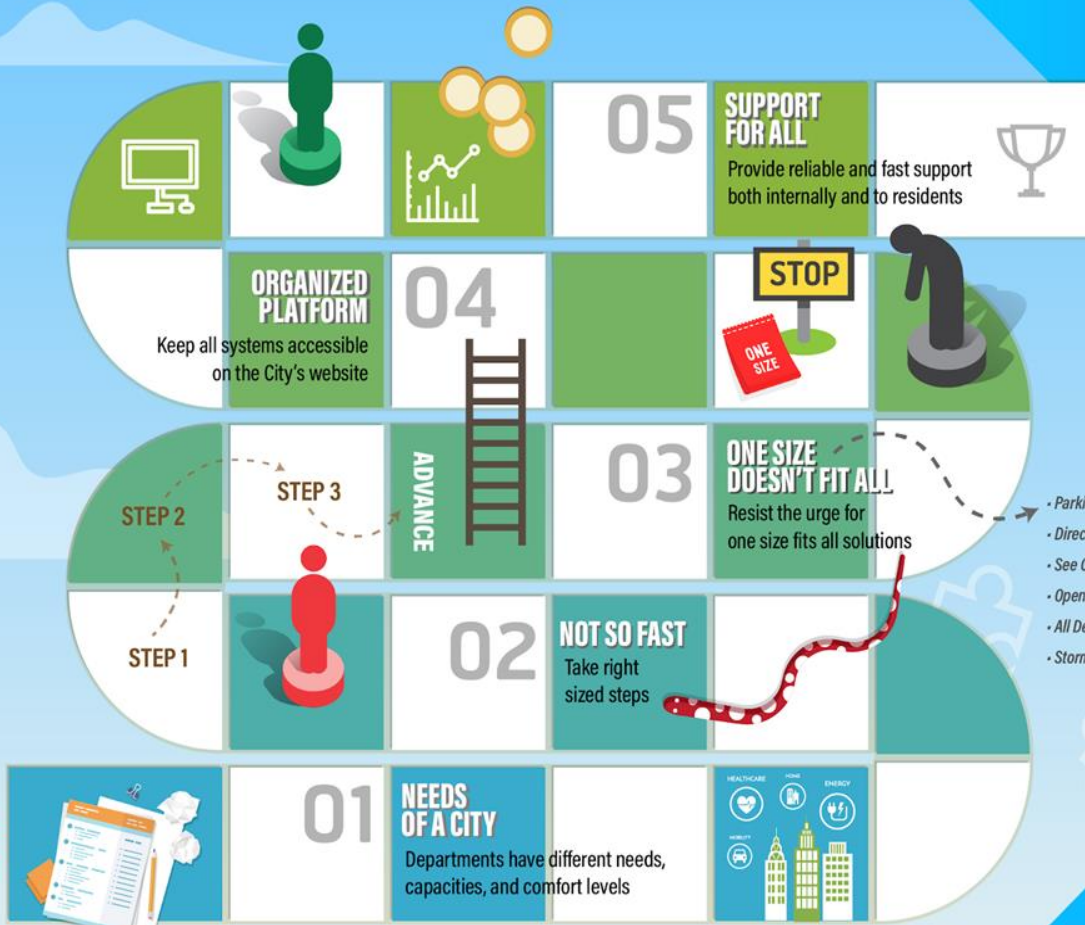 05
SUPPORT
FOR ALL
Provide reliable and fast support
both internally and to residents
ORGANIZED
PLATFORM
Keep all systems accessible
on the City's website
04
STOP
ONE
SIZE
STEP 2
STEP 3
ADVANCE
03
ONE SIZE
DOESN'T FIT ALL
Resist the urge for
one size fits all solutions
STEP 1
02
NOT SO FAST
Take right
sized steps
• See
• Open
• All
01
NEEDS
OF A CITY
Departments have different needs,
capacities, and comfort levels
HEALTHCARE
HOME
ENERGY
MOBILITY